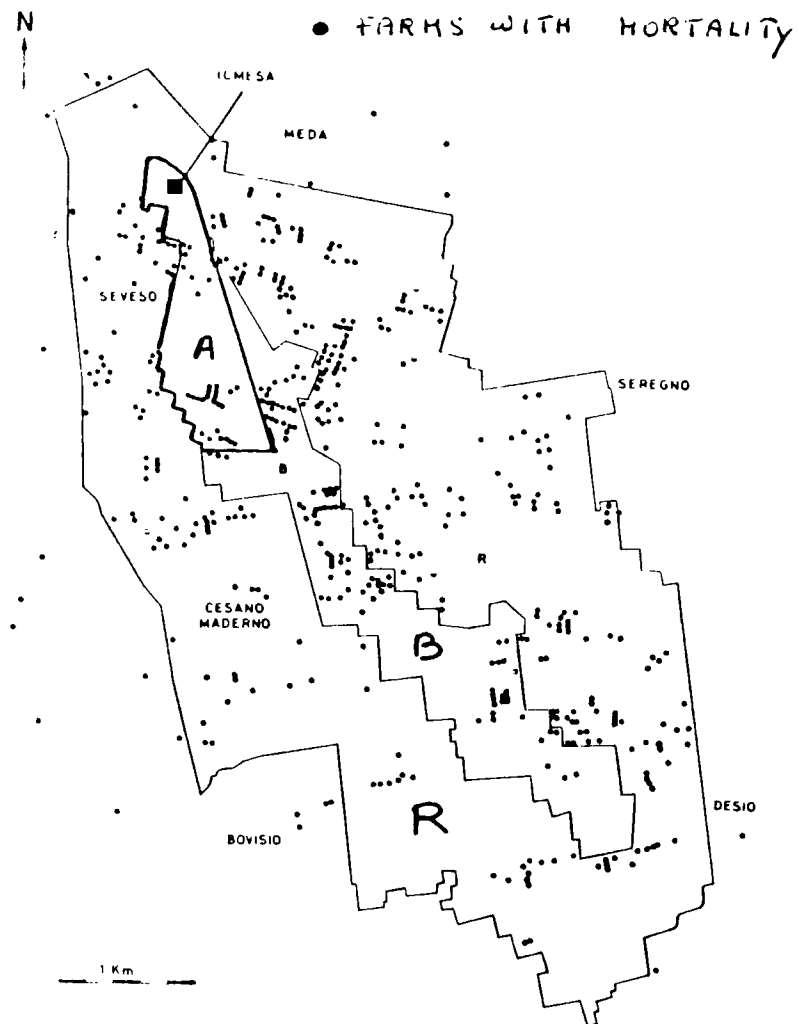 N
● FARMS WITH MORTALITY
ICMESA
MEDA
SEVESO
A
SEREGNO
B
R
CESANO
MADERNO
B
R
DESIO
BOVISIO
1 Km